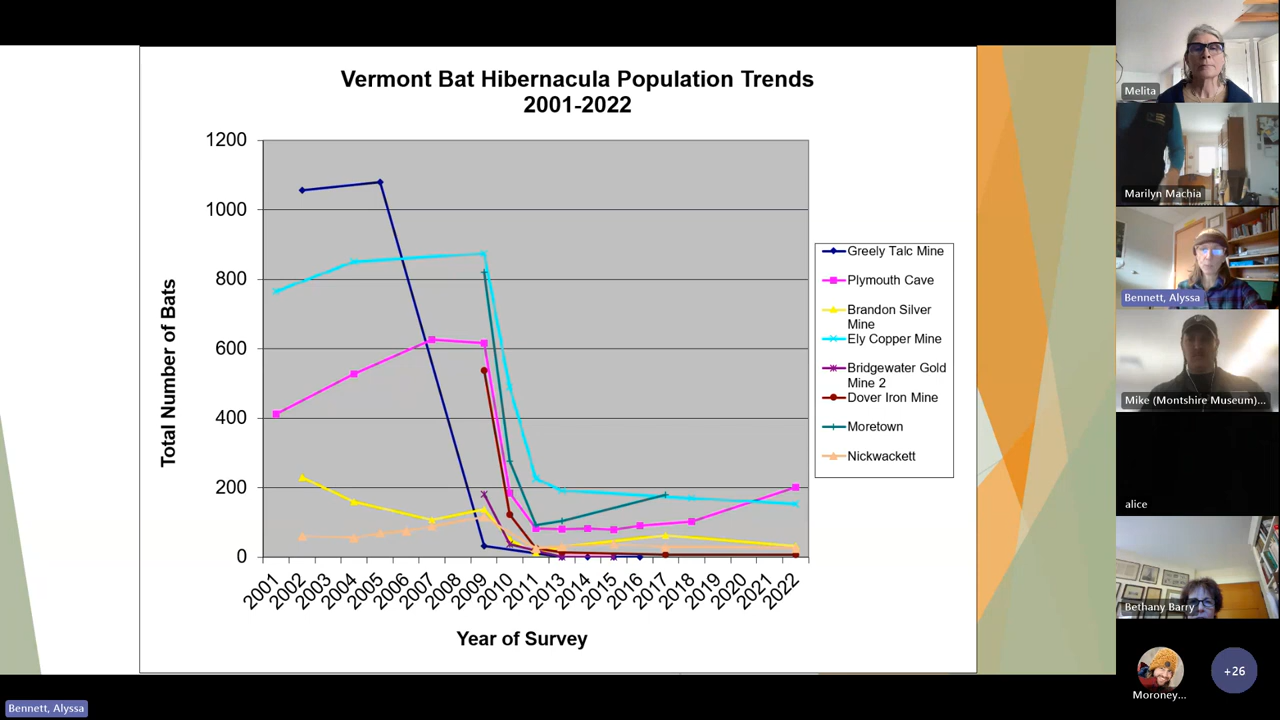 Vermont Bat Hibernacula Population Trends
2001-2022
1200
1000
800
600
400
200
0
Total Number of Bats
2001
2002
2003
2004
2005
2006
2007
2008
2009
2010
2011
2013
2014
2015
2016
2017
2018
2019
2020
2021
2022
Year of Survey
Greely Talc Mine
Plymouth Cave
Brandon Silver
Mine
Ely Copper Mine
Bridgewater Gold
Mine 2
Dover Iron Mine
Moretown
Nickwackett
Melita
Marilyn Machia
Bennett, Alyssa
Mike (Montshire Museum)...
alice
Bethany Barry
Moroney...
+26
Bennett, Alyssa